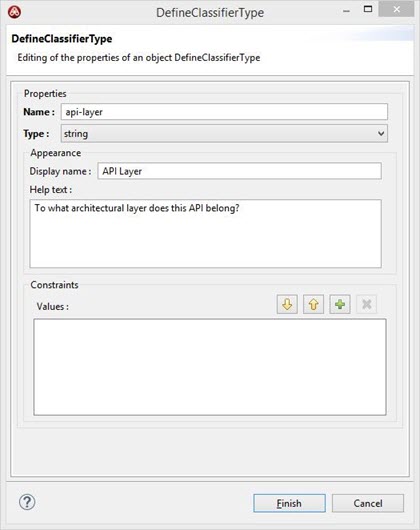 DefineClassifierType
DefineClassifierType
Editing of the properties of an object DefineClassifierType
Properties
Name : api-layer
Type : string
Appearance
Display name : API Layer
Help text :
To what architectural layer does this API belong?
Constraints
Values :
? Finish Cancel